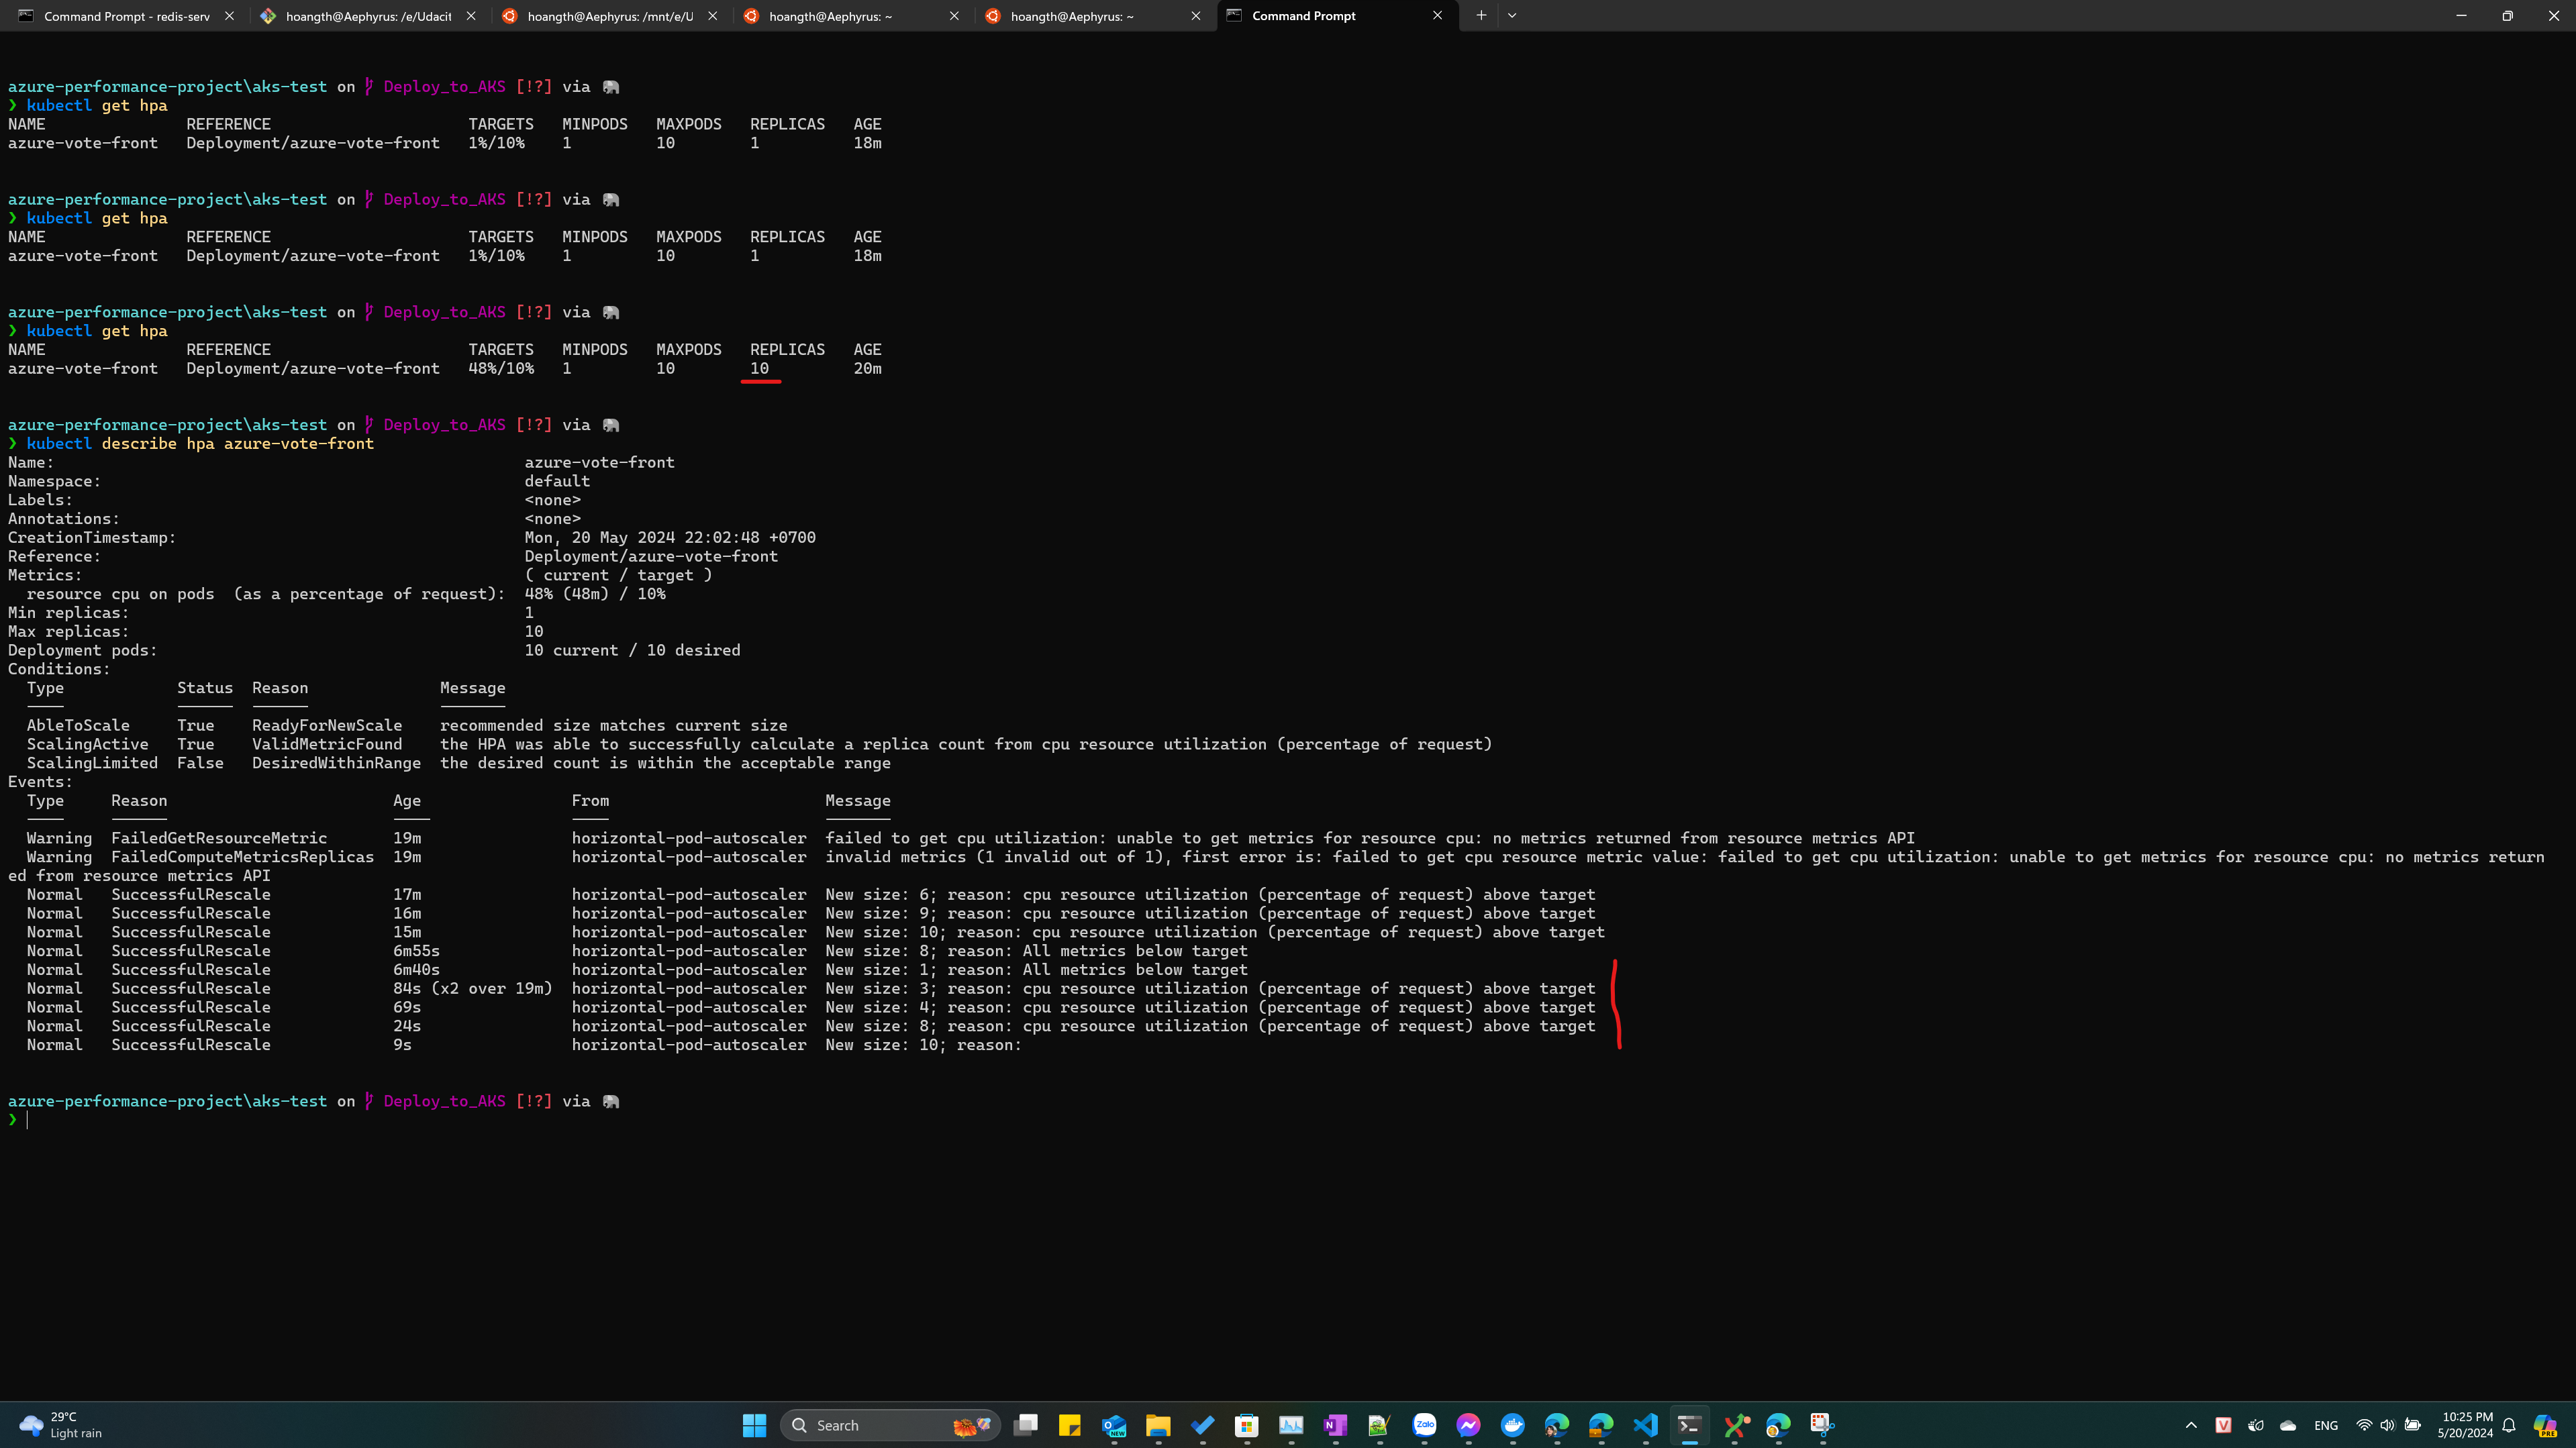 Command Prompt - redis-serv
hoangth@Aephyrus: /e/Udacit
hoangth@Aephyrus: /mnt/e/U
hoangth@Aephyrus: ~
hoangth@Aephyrus: ~
Command Prompt
azure-performance-project\aks-test on Deploy_to_AKS [!?] via
❯ kubectl get hpa
NAME REFERENCE TARGETS MINPODS MAXPODS REPLICAS AGE
azure-vote-front Deployment/azure-vote-front 1%/10% 1 10 1 18m
azure-performance-project\aks-test on Deploy_to_AKS [!?] via
❯ kubectl get hpa
NAME REFERENCE TARGETS MINPODS MAXPODS REPLICAS AGE
azure-vote-front Deployment/azure-vote-front 1%/10% 1 10 1 18m
azure-performance-project\aks-test on Deploy_to_AKS [!?] via
❯ kubectl get hpa
NAME REFERENCE TARGETS MINPODS MAXPODS REPLICAS AGE
azure-vote-front Deployment/azure-vote-front 48%/10% 1 10 10 20m
azure-performance-project\aks-test on Deploy_to_AKS [!?] via
❯ kubectl describe hpa azure-vote-front
Name: azure-vote-front
Namespace: default
Labels: <none>
Annotations: <none>
CreationTimestamp: Mon, 20 May 2024 22:02:48 +0700
Reference: Deployment/azure-vote-front
Metrics: ( current / target )
resource cpu on pods (as a percentage of request): 48% (48m) / 10%
Min replicas: 1
Max replicas: 10
Deployment pods: 10 current / 10 desired
Conditions:
Type Status Reason Message
---- ------ ------ -------
AbleToScale True ReadyForNewScale recommended size matches current size
ScalingActive True ValidMetricFound the HPA was able to successfully calculate a replica count from cpu resource utilization (percentage of request)
ScalingLimited False DesiredWithinRange the desired count is within the acceptable range
Events:
Type Reason Age From Message
---- ------ ---- ---- -------
Warning FailedGetResourceMetric 19m horizontal-pod-autoscaler failed to get cpu utilization: unable to get metrics for resource cpu: no metrics returned from resource metrics API
Warning FailedComputeMetricsReplicas 19m horizontal-pod-autoscaler invalid metrics (1 invalid out of 1), first error is: failed to get cpu resource metric value: failed to get cpu utilization: unable to get metrics for resource cpu: no metrics return
ed from resource metrics API
Normal SuccessfulRescale 17m horizontal-pod-autoscaler New size: 6; reason: cpu resource utilization (percentage of request) above target
Normal SuccessfulRescale 16m horizontal-pod-autoscaler New size: 9; reason: cpu resource utilization (percentage of request) above target
Normal SuccessfulRescale 15m horizontal-pod-autoscaler New size: 10; reason: cpu resource utilization (percentage of request) above target
Normal SuccessfulRescale 6m55s horizontal-pod-autoscaler New size: 8; reason: All metrics below target
Normal SuccessfulRescale 6m40s horizontal-pod-autoscaler New size: 1; reason: All metrics below target
Normal SuccessfulRescale 84s (x2 over 19m) horizontal-pod-autoscaler New size: 3; reason: cpu resource utilization (percentage of request) above target
Normal SuccessfulRescale 69s horizontal-pod-autoscaler New size: 4; reason: cpu resource utilization (percentage of request) above target
Normal SuccessfulRescale 24s horizontal-pod-autoscaler New size: 8; reason: cpu resource utilization (percentage of request) above target
Normal SuccessfulRescale 9s horizontal-pod-autoscaler New size: 10; reason:
azure-performance-project\aks-test on Deploy_to_AKS [!?] via
❯
29°C
Light rain
Search
NEW
Zalo
V
ENG
10:25 PM
5/20/2024
PRE